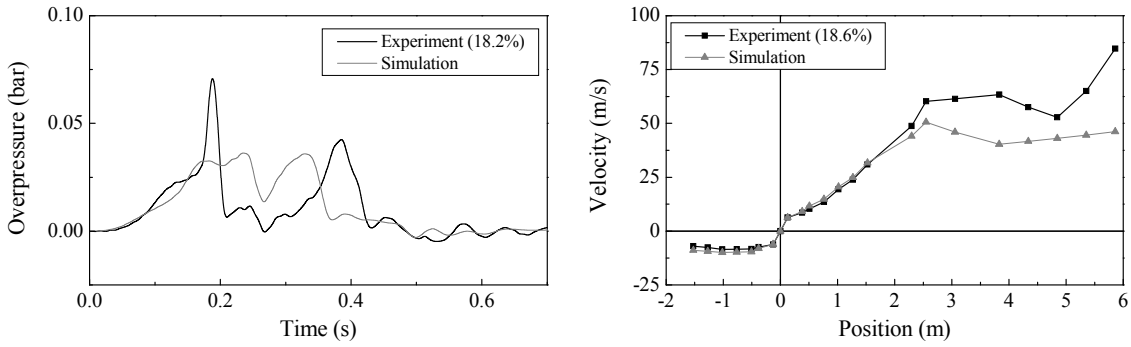 0.10
0.05
0.00
Overpressure (bar)
Experiment (18.2%)
Simulation
0.0
0.2
0.4
0.6
Time (s)
100
75
50
25
0
-25
Velocity (m/s)
Experiment (18.6%)
Simulation
-2
-1
0
1
2
3
4
5
6
Position (m)